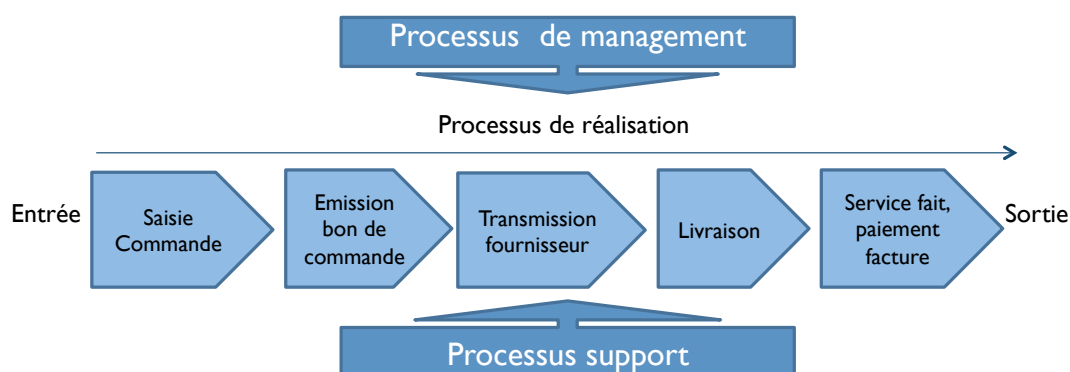 Processus de management
Processus de réalisation
Entrée
Saisie
Commande
Emission
bon de
commande
Transmission
fournisseur
Livraison
Service fait,
paiement
facture
Sortie
Processus support